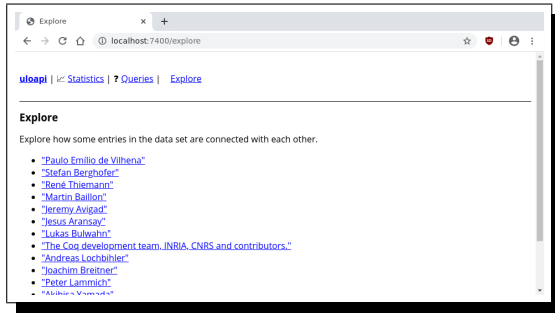 Explore
localhost:7400/explore
uloapi | Statistics | ? Queries | Explore
Explore
Explore how some entries in the data set are connected with each other.
"Paulo Emílio de Vilhena"
"Stefan Berghofer"
"René Thiemann"
"Martin Baillon"
"Jeremy Avigad"
"Jesus Aransay"
"Lukas Bulwahn"
"The Coq development team, INRIA, CNRS and contributors."
"Andreas Lochbihler"
"Joachim Breitner"
"Peter Lammich"
"Akihisa Yamada"